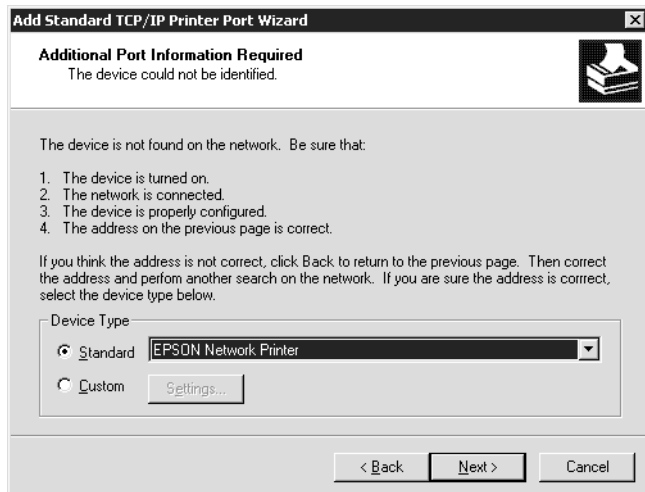 Add Standard TCP/IP Printer Port Wizard
Additional Port Information Required
The device could not be identified.
The device is not found on the network. Be sure that:
1. The device is turned on.
2. The network is connected.
3. The device is properly configured.
4. The address on the previous page is correct.
If you think the address is not correct, click Back to return to the previous page. Then correct
the address and perfom another search on the network. If you are sure the address is corrrect,
select the device type below.
Device Type
Standard EPSON Network Printer
Custom Settings...
< Back Next > Cancel